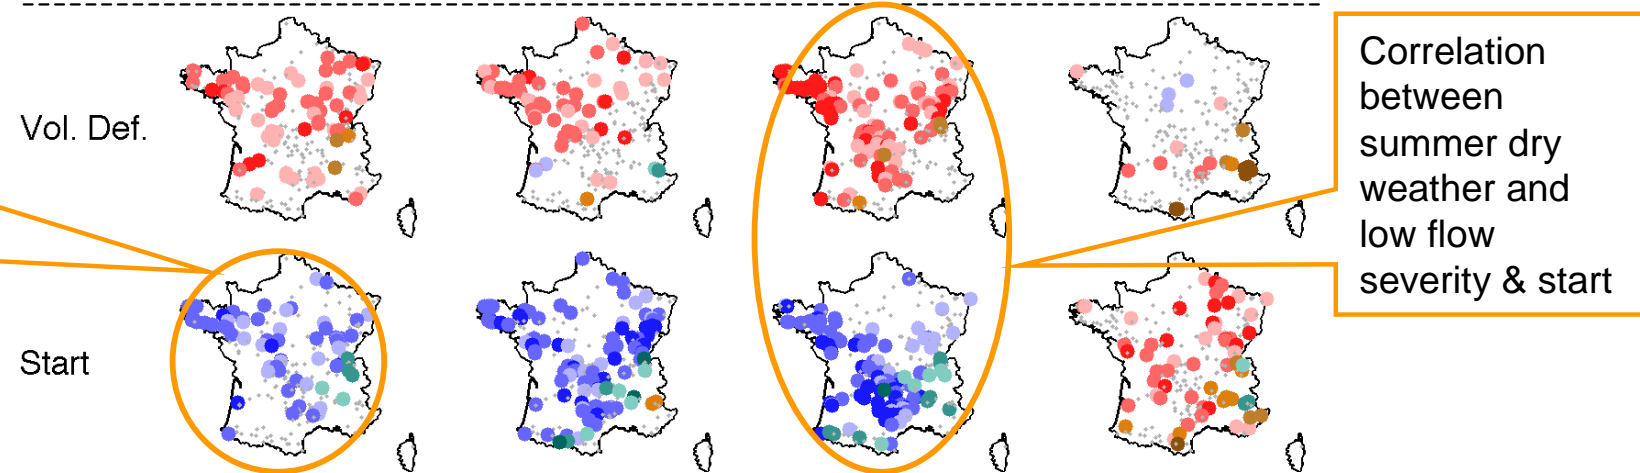 Vol. Def.
Start
Correlation
between
summer dry
weather and
low flow
severity & start